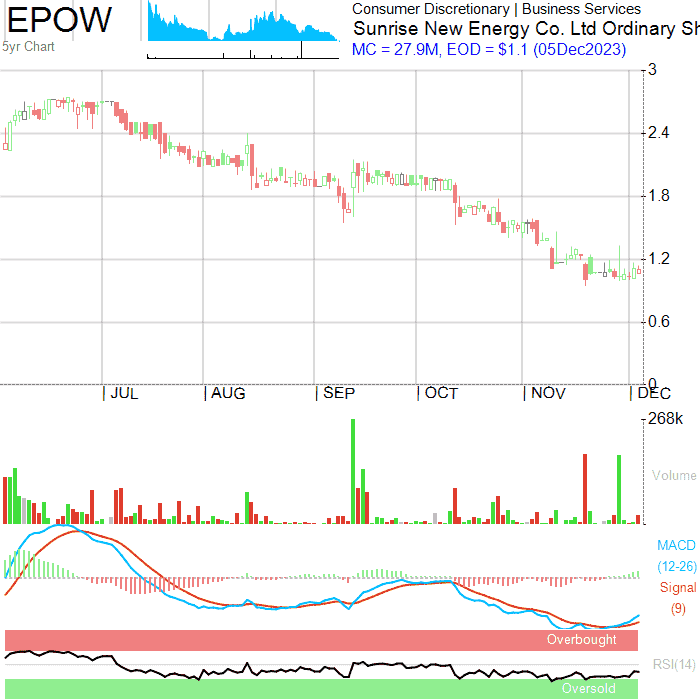 EPOW
5yr Chart
Consumer Discretionary | Business Services
Sunrise New Energy Co. Ltd Ordinary Sh
MC = 27.9M, EOD = $1.1 (05Dec2023)
3
2.4
1.8
1.2
0.6
0
| JUL | AUG | SEP | OCT | NOV | DEC
268k
Volume
MACD
(12-26)
Signal
(9)
Overbought
RSI(14)
Oversold